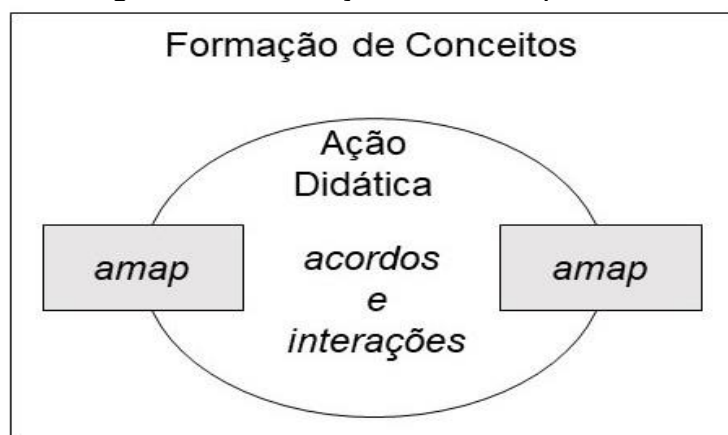 Formação de Conceitos
Ação
Didática
amap
acordos
e
interações
amap